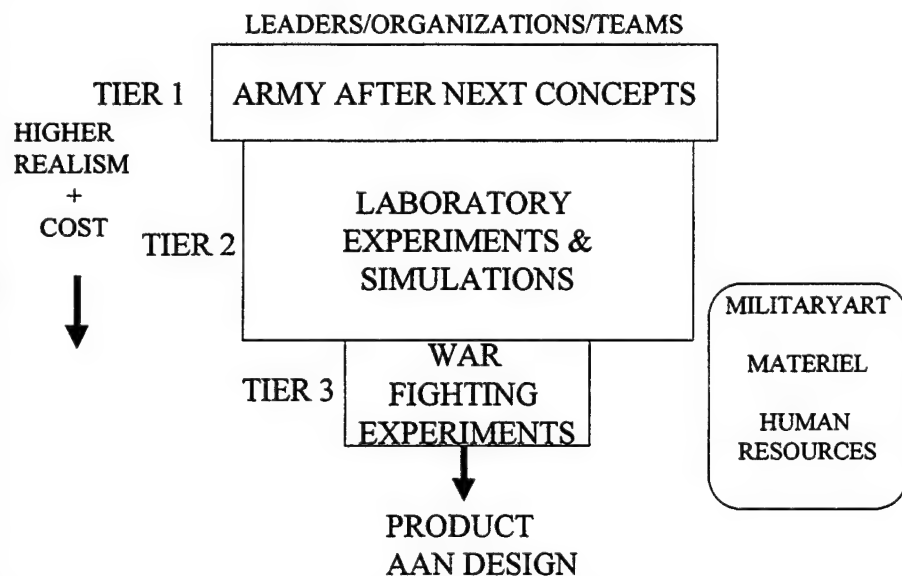 LEADERS/ORGANIZATIONS/TEAMS
TIER 1
ARMY AFTER NEXT CONCEPTS
HIGHER
REALISM
+
COST
TIER 2
LABORATORY
EXPERIMENTS &
SIMULATIONS
MILITARYART
MATERIEL
HUMAN
RESOURCES
TIER 3
WAR
FIGHTING
EXPERIMENTS
PRODUCT
AAN DESIGN